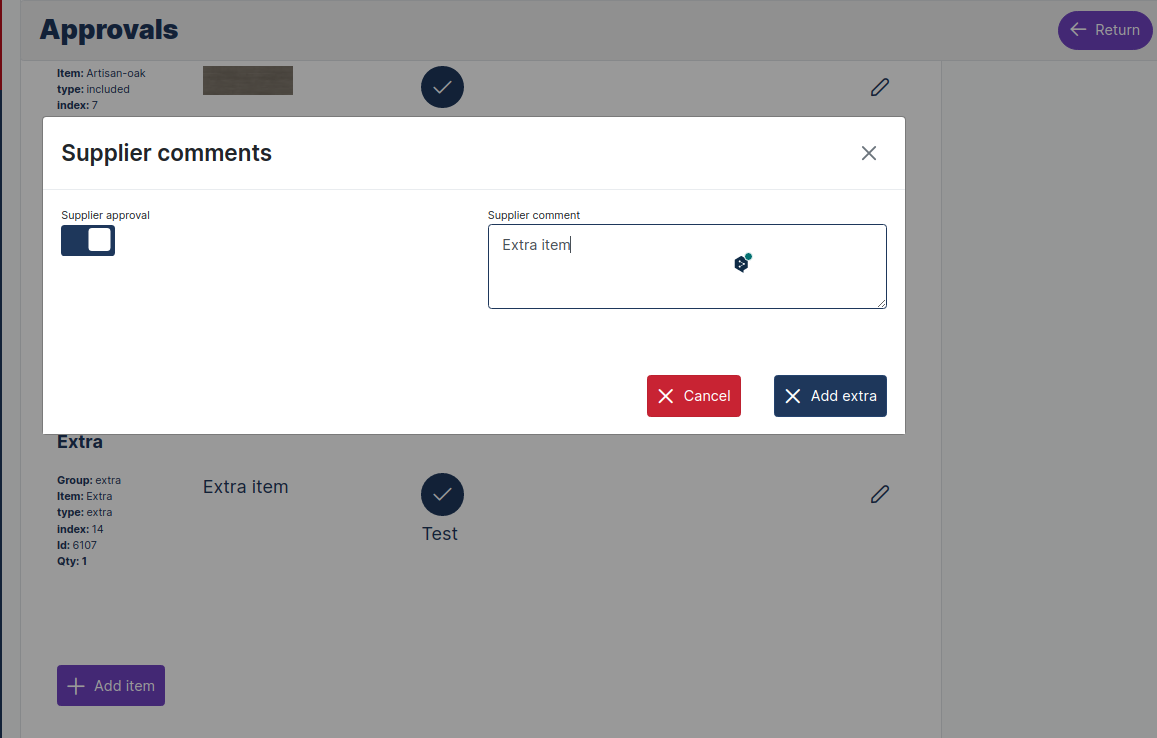 Approvals
Return
Item: Artisan-oak
type: included
index: 7
Supplier comments
Supplier approval
Supplier comment
Extra item
Cancel
Add extra
Extra
Group: extra
Item: Extra
type: extra
index: 14
Id: 6107
Qty: 1
Extra item
Test
Add item